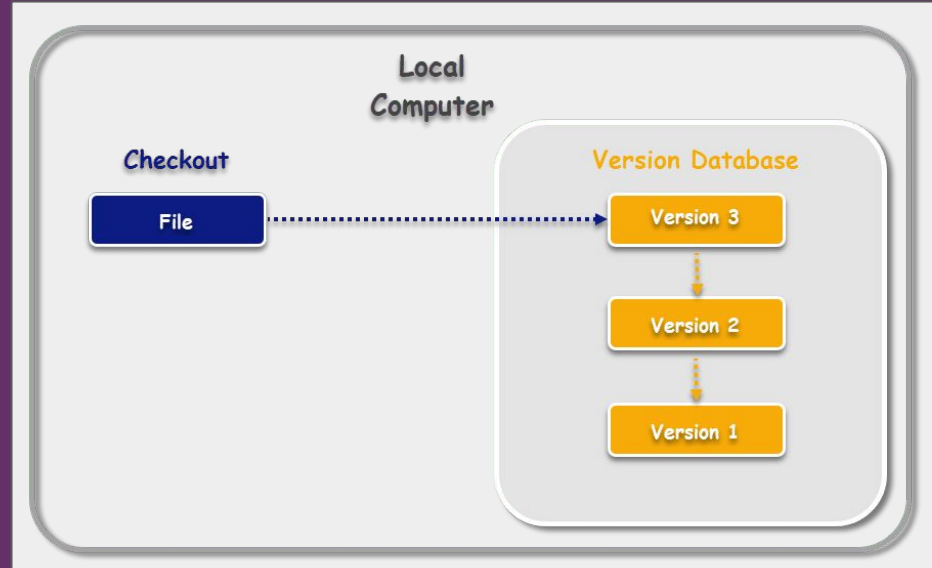 Local
Computer
Checkout
Version Database
File
Version 3
Version 2
Version 1